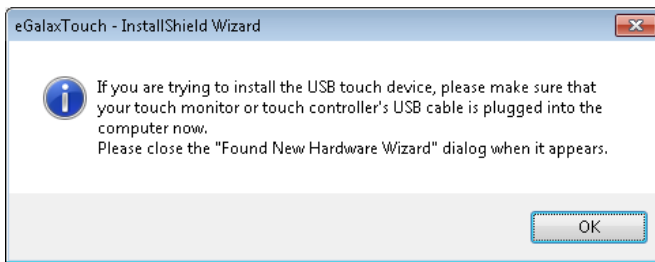 eGalaxTouch - InstallShield Wizard
If you are trying to install the USB touch device, please make sure that
your touch monitor or touch controller's USB cable is plugged into the
computer now.
Please close the "Found New Hardware Wizard" dialog when it appears.
OK